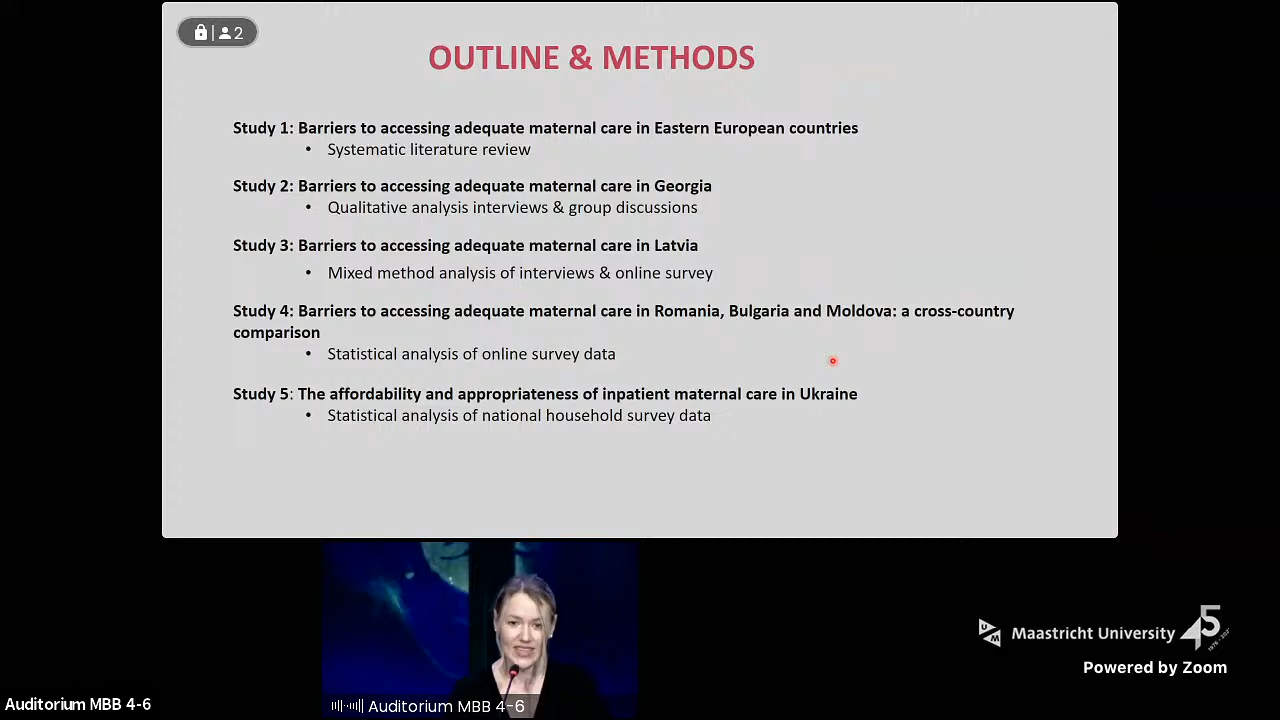 2
OUTLINE & METHODS
Study 1: Barriers to accessing adequate maternal care in Eastern European countries
• Systematic literature review
Study 2: Barriers to accessing adequate maternal care in Georgia
• Qualitative analysis interviews & group discussions
Study 3: Barriers to accessing adequate maternal care in Latvia
• Mixed method analysis of interviews & online survey
Study 4: Barriers to accessing adequate maternal care in Romania, Bulgaria and Moldova: a cross-country
comparison
• Statistical analysis of online survey data
Study 5: The affordability and appropriateness of inpatient maternal care in Ukraine
• Statistical analysis of national household survey data
Maastricht University 45
Powered by Zoom
Auditorium MBB 4-6
Auditorium MBB 4-6